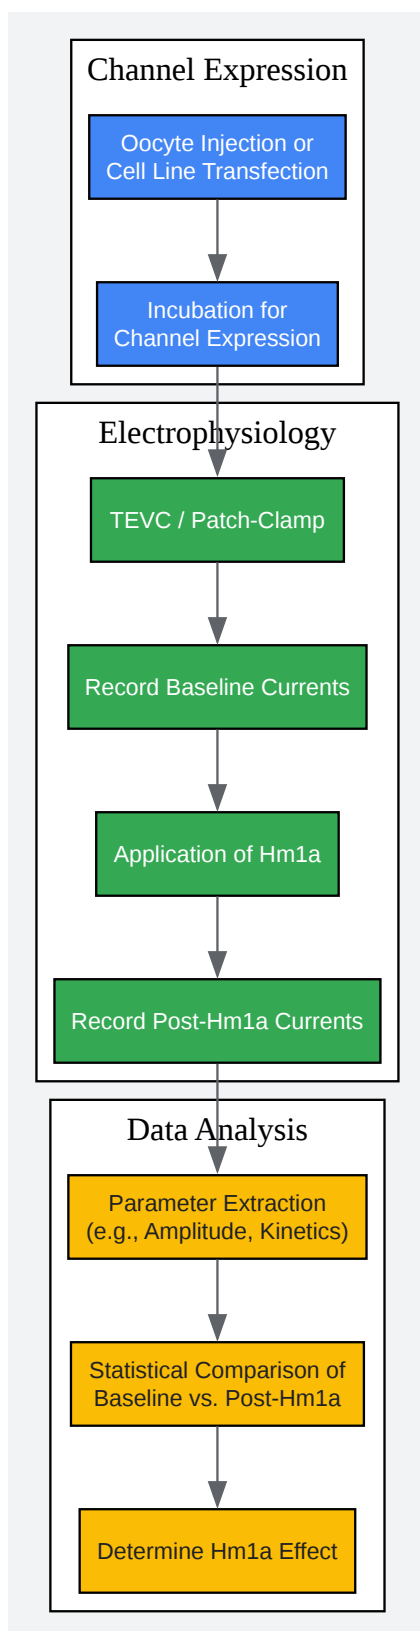 Channel Expression
Oocyte Injection or
Cell Line Transfection
Incubation for
Channel Expression
Electrophysiology
TEVC / Patch-Clamp
Record Baseline Currents
Application of Hm1a
Record Post-Hm1a Currents
Data Analysis
Parameter Extraction
(e.g., Amplitude, Kinetics)
Statistical Comparison of
Baseline vs. Post-Hm1a
Determine Hm1a Effect